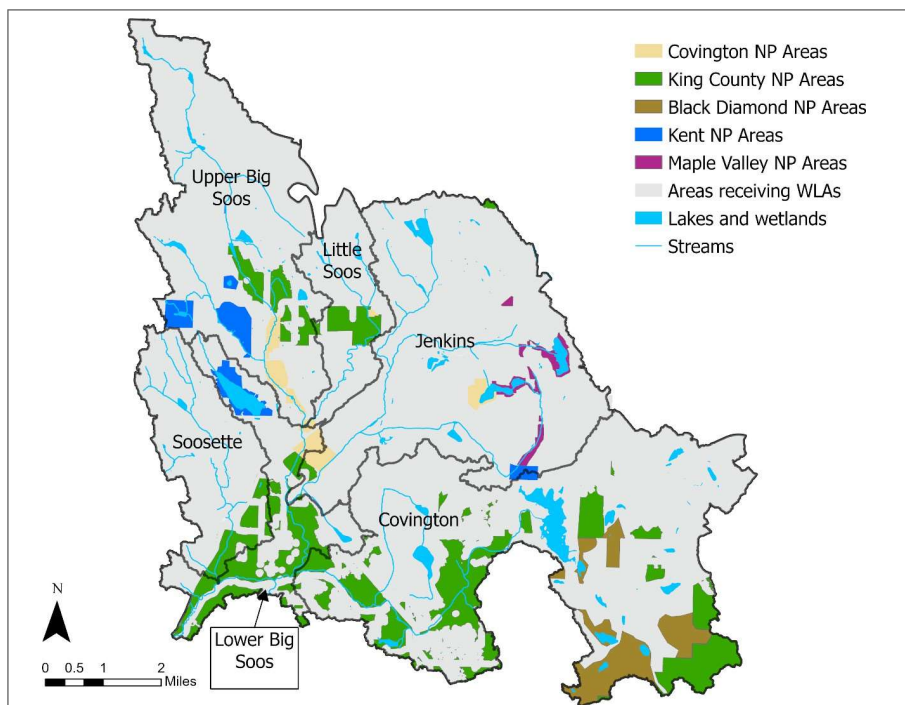 Covington NP Areas
King County NP Areas
Black Diamond NP Areas
Kent NP Areas
Maple Valley NP Areas
Areas receiving WLAs
Lakes and wetlands
Streams
Upper Big
Soos
Little
Soos
Jenkins
Soosette
Covington
Lower Big
Soos
N
0 0.5 1 2
Miles